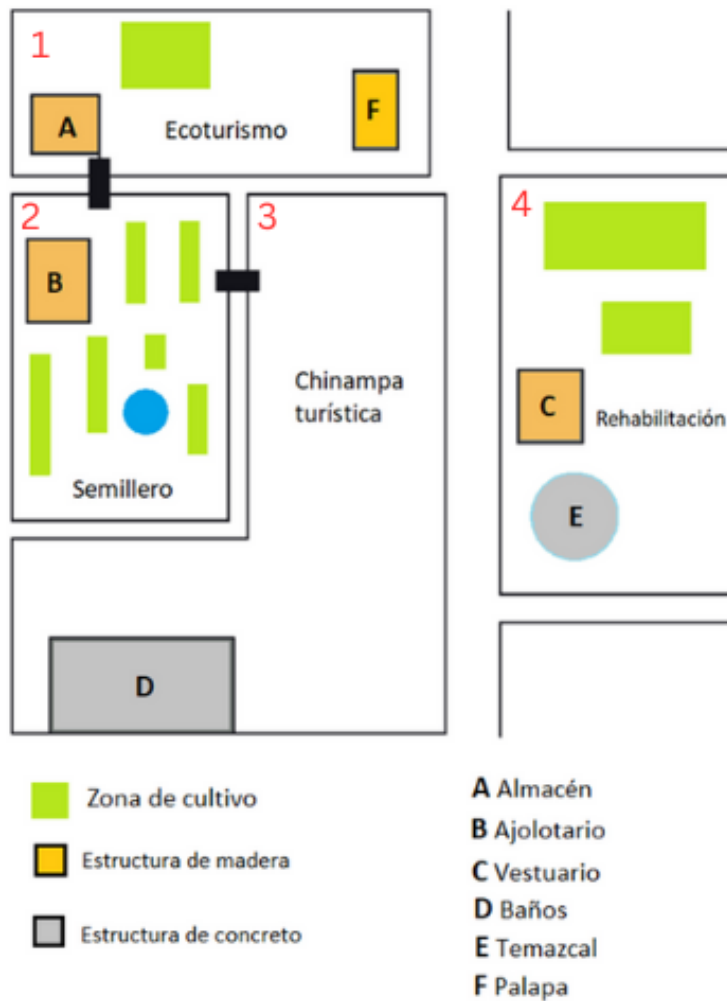 1
A
Ecoturismo
F
2
3
4
B
Chinampa
turística
C
Rehabilitación
Semillero
E
D
Zona de cultivo
Estructura de madera
Estructura de concreto
A Almacén
B Ajolotario
C Vestuario
D Baños
E Temazcal
F Palapa